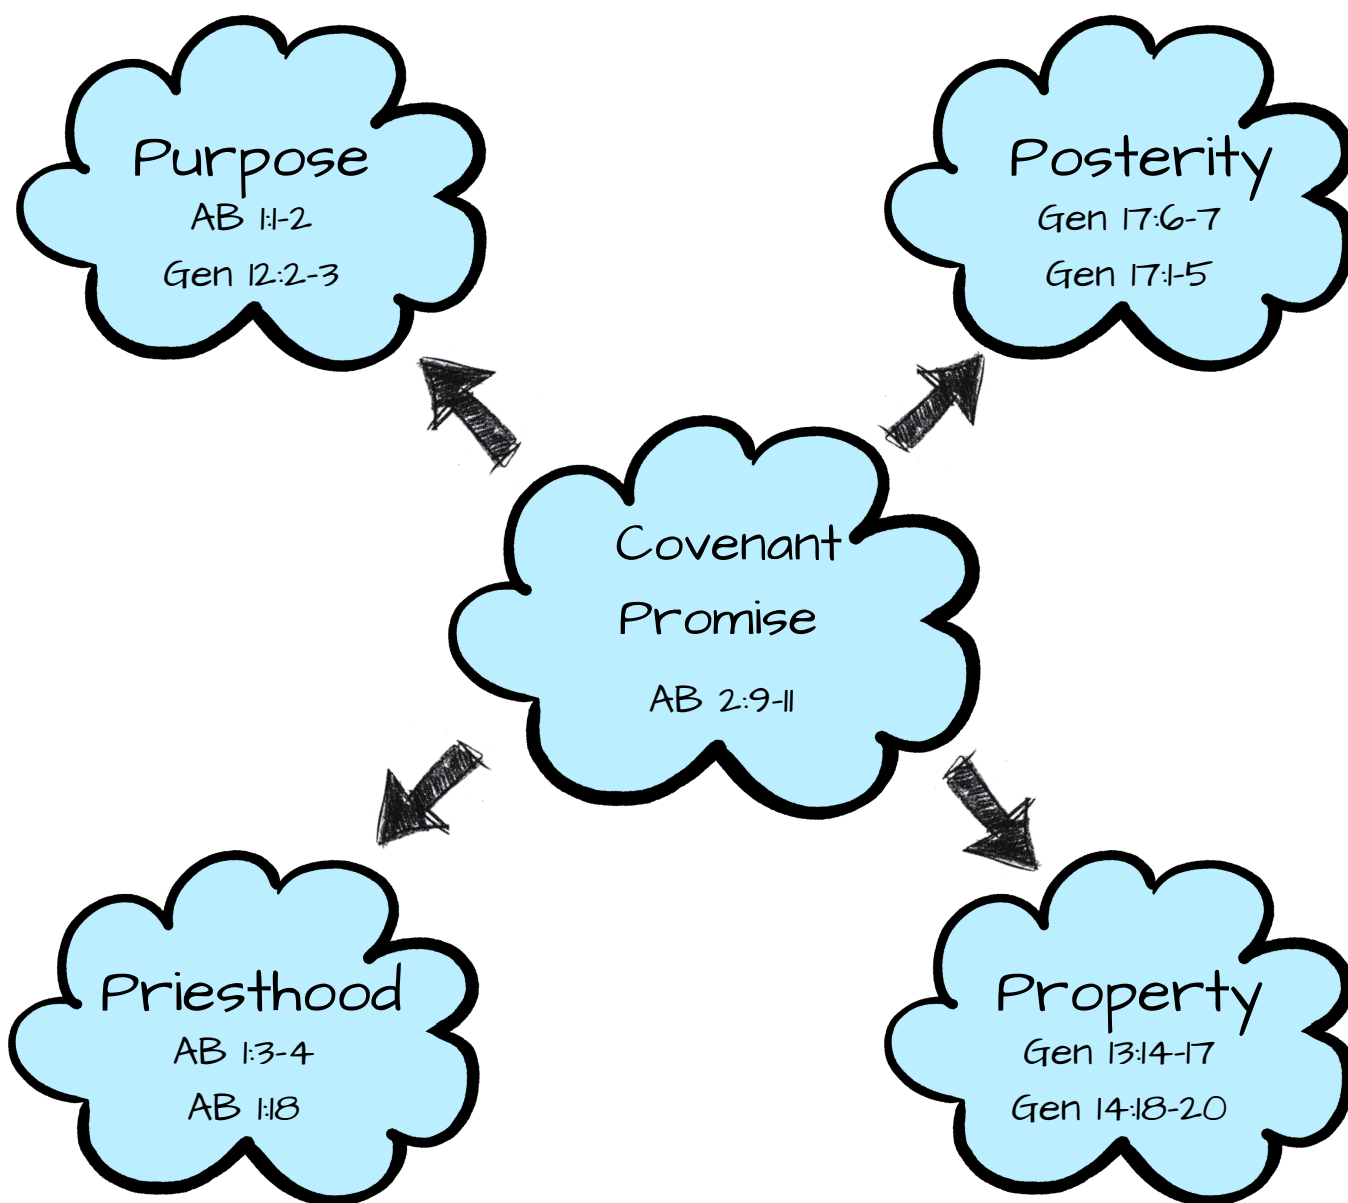 Purpose
AB 1:1-2
Gen 12:2-3
Posterity
Gen 17:6-7
Gen 17:1-5
Covenant
Promise
AB 2:9-11
Priesthood
AB 1:3-4
AB 1:18
Property
Gen 13:14-17
Gen 14:18-20